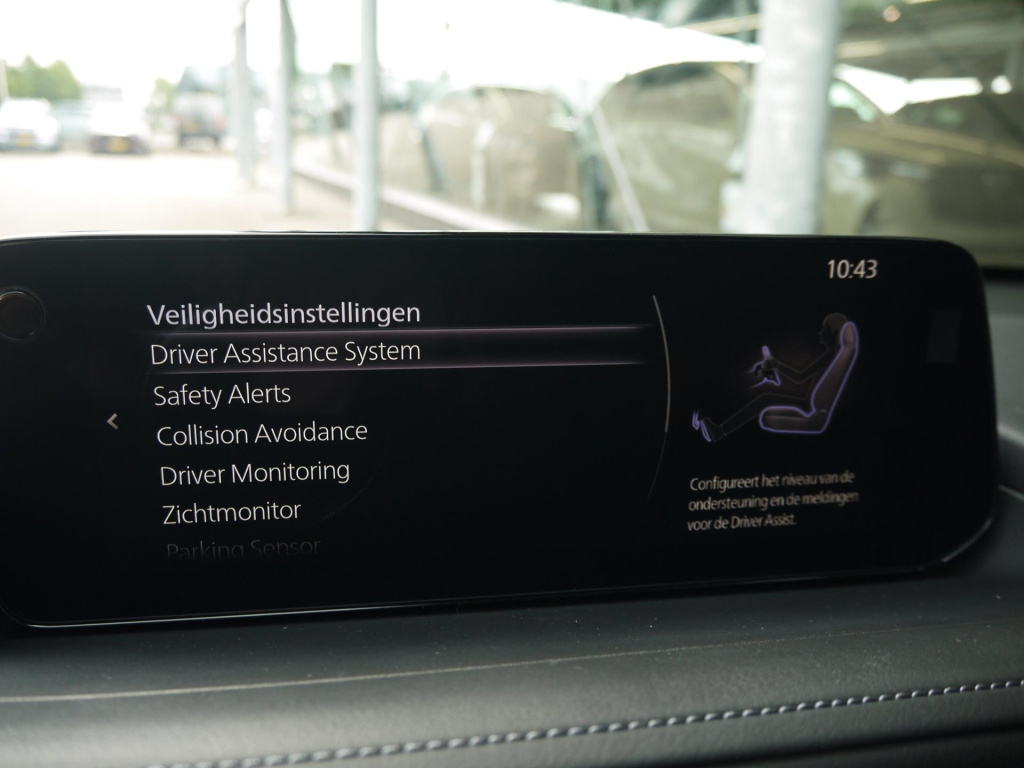 10:43
Veiligheidsinstellingen
Driver Assistance System
Safety Alerts
Collision Avoidance
Driver Monitoring
Zichtmonitor
Parking Sensor
Configureert het niveau van de
ondersteuning en de meldingen
voor de Driver Assist.